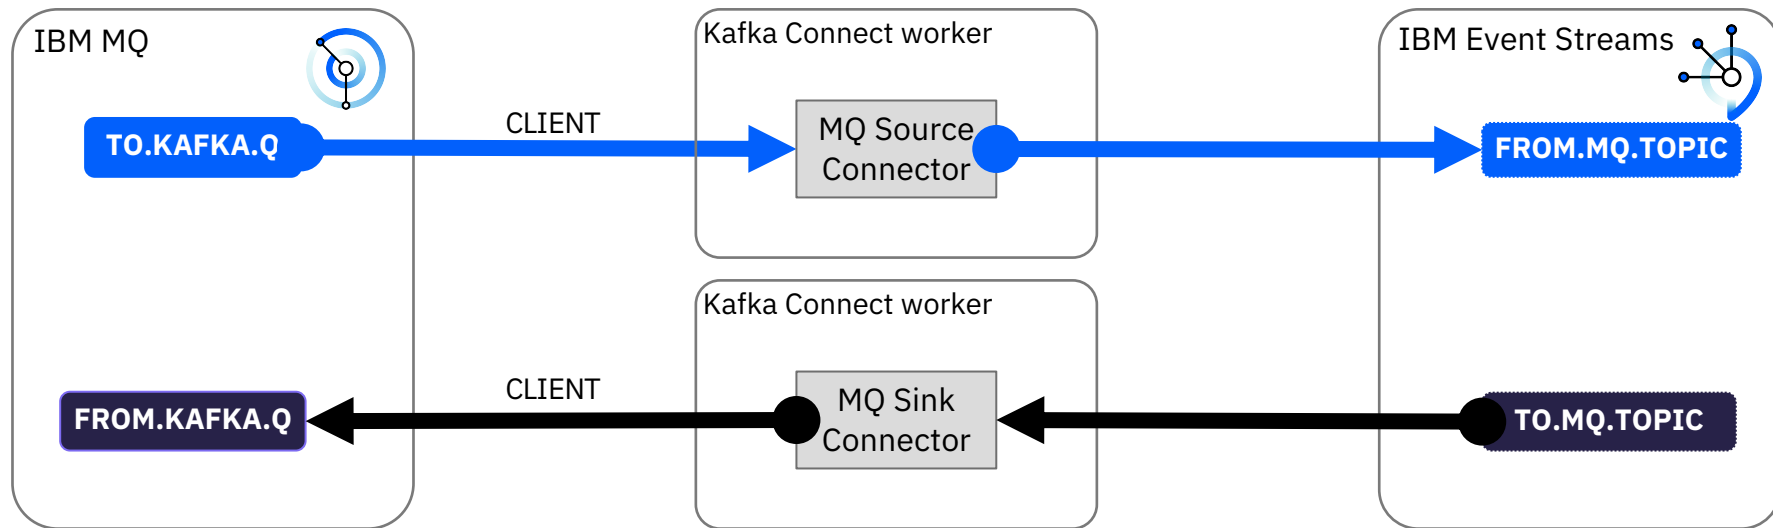 IBM MQ
Kafka Connect worker
IBM Event Streams
TO.KAFKA.Q
CLIENT
MQ Source
Connector
FROM.MQ.TOPIC
Kafka Connect worker
FROM.KAFKA.Q
CLIENT
MQ Sink
Connector
TO.MQ.TOPIC